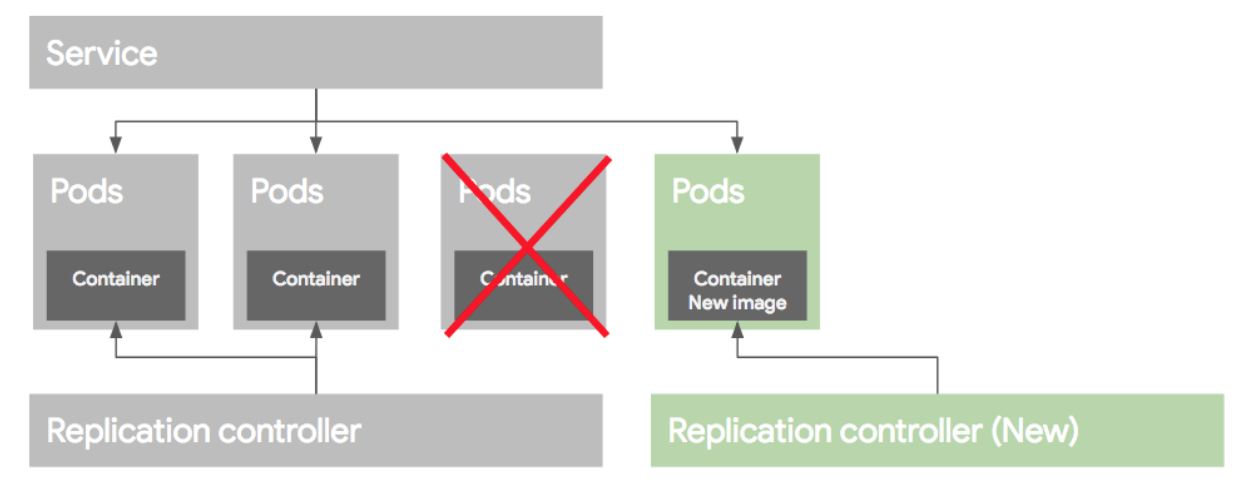 Service
Pods
Pods
Pods
Pods
Container
Container
Container
Container
New image
Replication controller
Replication controller (New)